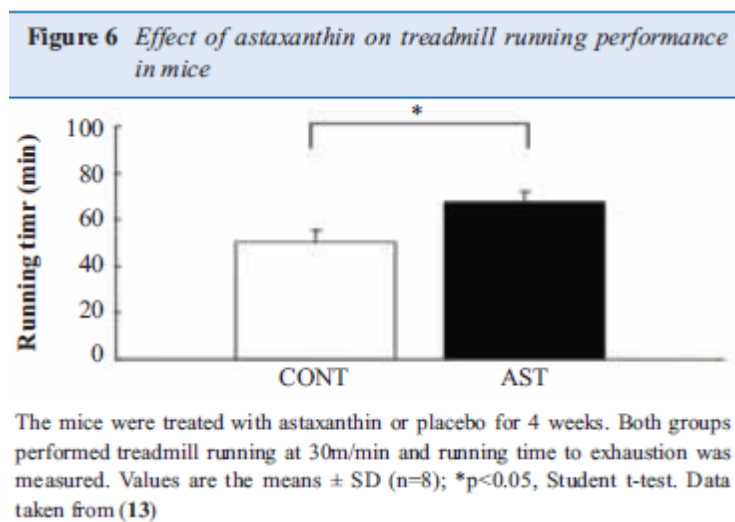 Figure 6 Effect of astaxanthin on treadmill running performance
in mice
*
100
80
60
40
20
0
Running timr (min)
CONT
AST
The mice were treated with astaxanthin or placebo for 4 weeks. Both groups
performed treadmill running at 30m/min and running time to exhaustion was
measured. Values are the means ± SD (n=8); *p<0.05, Student t-test. Data
taken from (13)